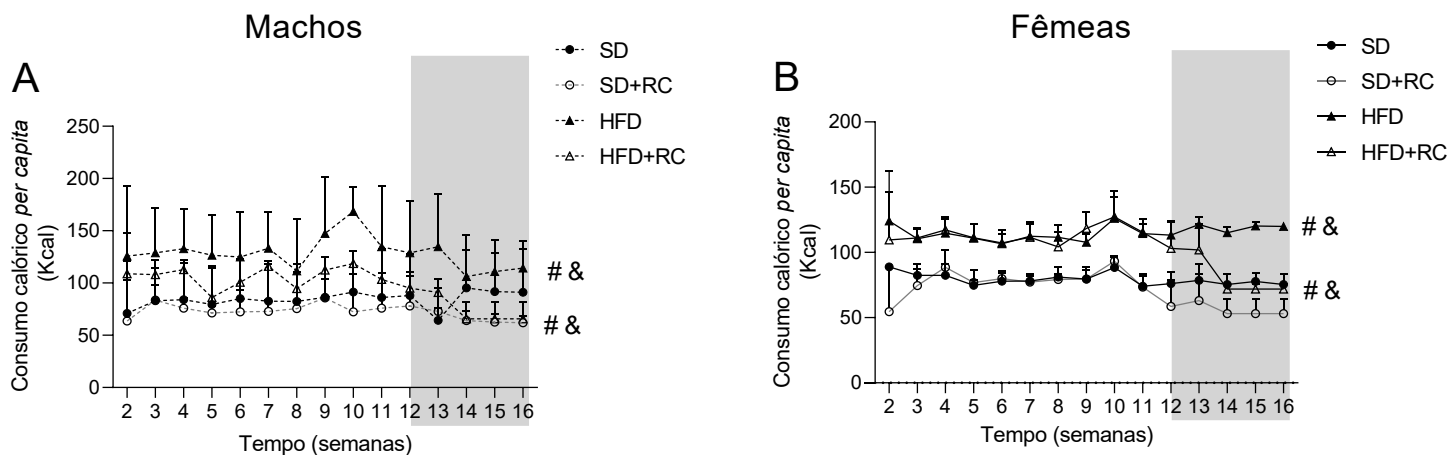 Machos
A
SD
SD+RC
HFD
HFD+RC
Consumo calórico per capita
(Kcal)
250
200
150
100
50
0
# &
# &
2 3 4 5 6 7 8 9 10 11 12 13 14 15 16
Tempo (semanas)
Fêmeas
B
SD
SD+RC
HFD
HFD+RC
Consumo calórico per capita
(Kcal)
200
150
100
50
0
# &
# &
2 3 4 5 6 7 8 9 10 11 12 13 14 15 16
Tempo (semanas)